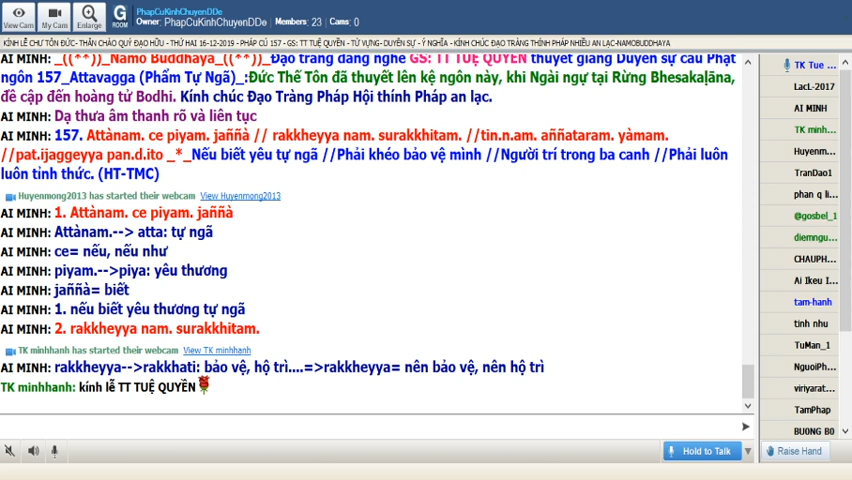 View Cam
My Cam
Enlarge
G
ROOM
PhapCuKinhChuyenDDe
Owner: PhapCuKinhChuyenDDe Members: 23 Cams: 0
KÍNH LỄ CHƯ TÔN ĐỨC- THÂN CHÀO QUÝ ĐẠO HỮU - THỨ HAI 16-12-2019 - PHÁP CÚ 157 - GS: TT TUỆ QUYỀN - TỪ VỰNG- DUYÊN SỰ - Ý NGHĨA - KÍNH CHÚC ĐẠO TRÀNG THÍNH PHÁP NHIỀU AN LẠC-NAMOBUDDHAYA
AI MINH: _((**))_Namo Buddhaya_((**))_Đạo tràng đang nghe GS: TT TUỆ QUYỀN thuyết giảng Duyên sự câu Phật
ngôn 157_Attavagga (Phẩm Tự Ngã)_:Đức Thế Tôn đã thuyết lên kệ ngôn này, khi Ngài ngự tại Rừng Bhesakaḷāna,
đề cập đến hoàng tử Bodhi. Kính chúc Đạo Tràng Pháp Hội thính Pháp an lạc.
AI MINH: Dạ thưa âm thanh rõ và liên tục
AI MINH: 157. Attànam. ce piyam. jaññà // rakkheyya nam. surakkhitam. //tin.n.am. aññataram. yàmam.
//pat.ijaggeyya pan.d.ito _*_Nếu biết yêu tự ngã //Phải khéo bảo vệ mình //Người trí trong ba canh //Phải luôn
luôn tỉnh thức. (HT-TMC)
Huyenmong2013 has started their webcam View Huyenmong2013
AI MINH: 1. Attànam. ce piyam. jaññà
AI MINH: Attànam.--> atta: tự ngã
AI MINH: ce= nếu, nếu như
AI MINH: piyam.-->piya: yêu thương
AI MINH: jaññà= biết
AI MINH: 1. nếu biết yêu thương tự ngã
AI MINH: 2. rakkheyya nam. surakkhitam.
TK minhhanh has started their webcam View TK minhhanh
AI MINH: rakkheyya-->rakkhati: bảo vệ, hộ trì....=>rakkheyya= nên bảo vệ, nên hộ trì
TK minhhanh: kính lễ TT TUỆ QUYỀN
Hold to Talk
TK Tue ...
LacL-2017
AI MINH
TK minh...
Huyenm...
TranDao1
phan q li...
@gosbel_1
diemngu...
CHAUPH...
Ai Ikeu I...
tam-hanh
tinh nhu
TuMan_1
NguoiPh...
viriyarat...
TamPhap
BUONG BO
Raise Hand